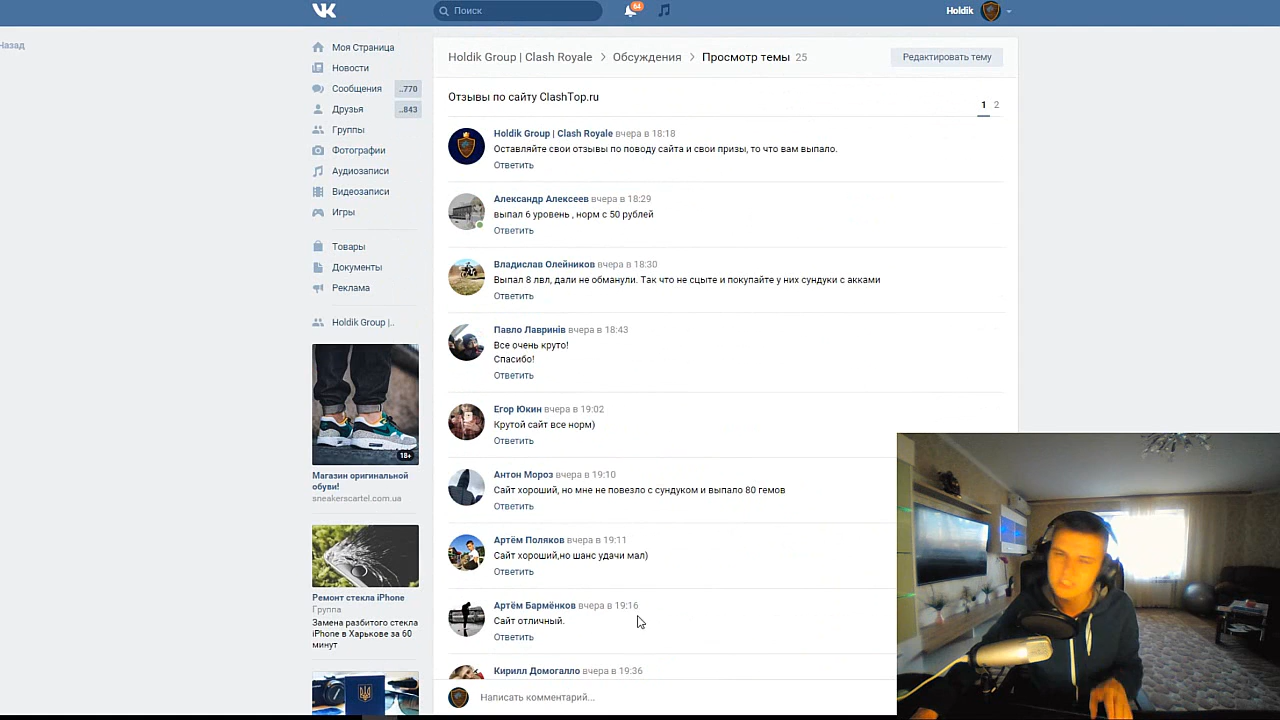 Поиск
64
Holdik
Назад
Моя Страница
Новости
Сообщения
..770
Друзья
..843
Группы
Фотографии
Аудиозаписи
Видеозаписи
Игры
Товары
Документы
Реклама
Holdik Group |..
18+
Магазин оригинальной
обуви!
sneakerscartel.com.ua
Ремонт стекла iPhone
Группа
Замена разбитого стекла
iPhone в Харькове за 60
минут
Holdik Group | Clash Royale > Обсуждения > Просмотр темы 25
Редактировать тему
Отзывы по сайту ClashTop.ru
1 2
Holdik Group | Clash Royale вчера в 18:18
Оставляйте свои отзывы по поводу сайта и свои призы, то что вам выпало.
Ответить
Александр Алексеев вчера в 18:29
выпал 6 уровень , норм с 50 рублей
Ответить
Владислав Олейников вчера в 18:30
Выпал 8 лвл, дали не обманули. Так что не сцыте и покупайте у них сундуки с акками
Ответить
Павло Лавринів вчера в 18:43
Все очень круто!
Спасибо!
Ответить
Егор Юкин вчера в 19:02
Крутой сайт все норм)
Ответить
Антон Мороз вчера в 19:10
Сайт хороший, но мне не повезло с сундуком и выпало 80 гемов
Ответить
Артём Поляков вчера в 19:11
Сайт хороший,но шанс удачи мал)
Ответить
Артём Бармёнков вчера в 19:16
Сайт отличный.
Ответить
Кирилл Домогалло вчера в 19:36
Написать комментарий...